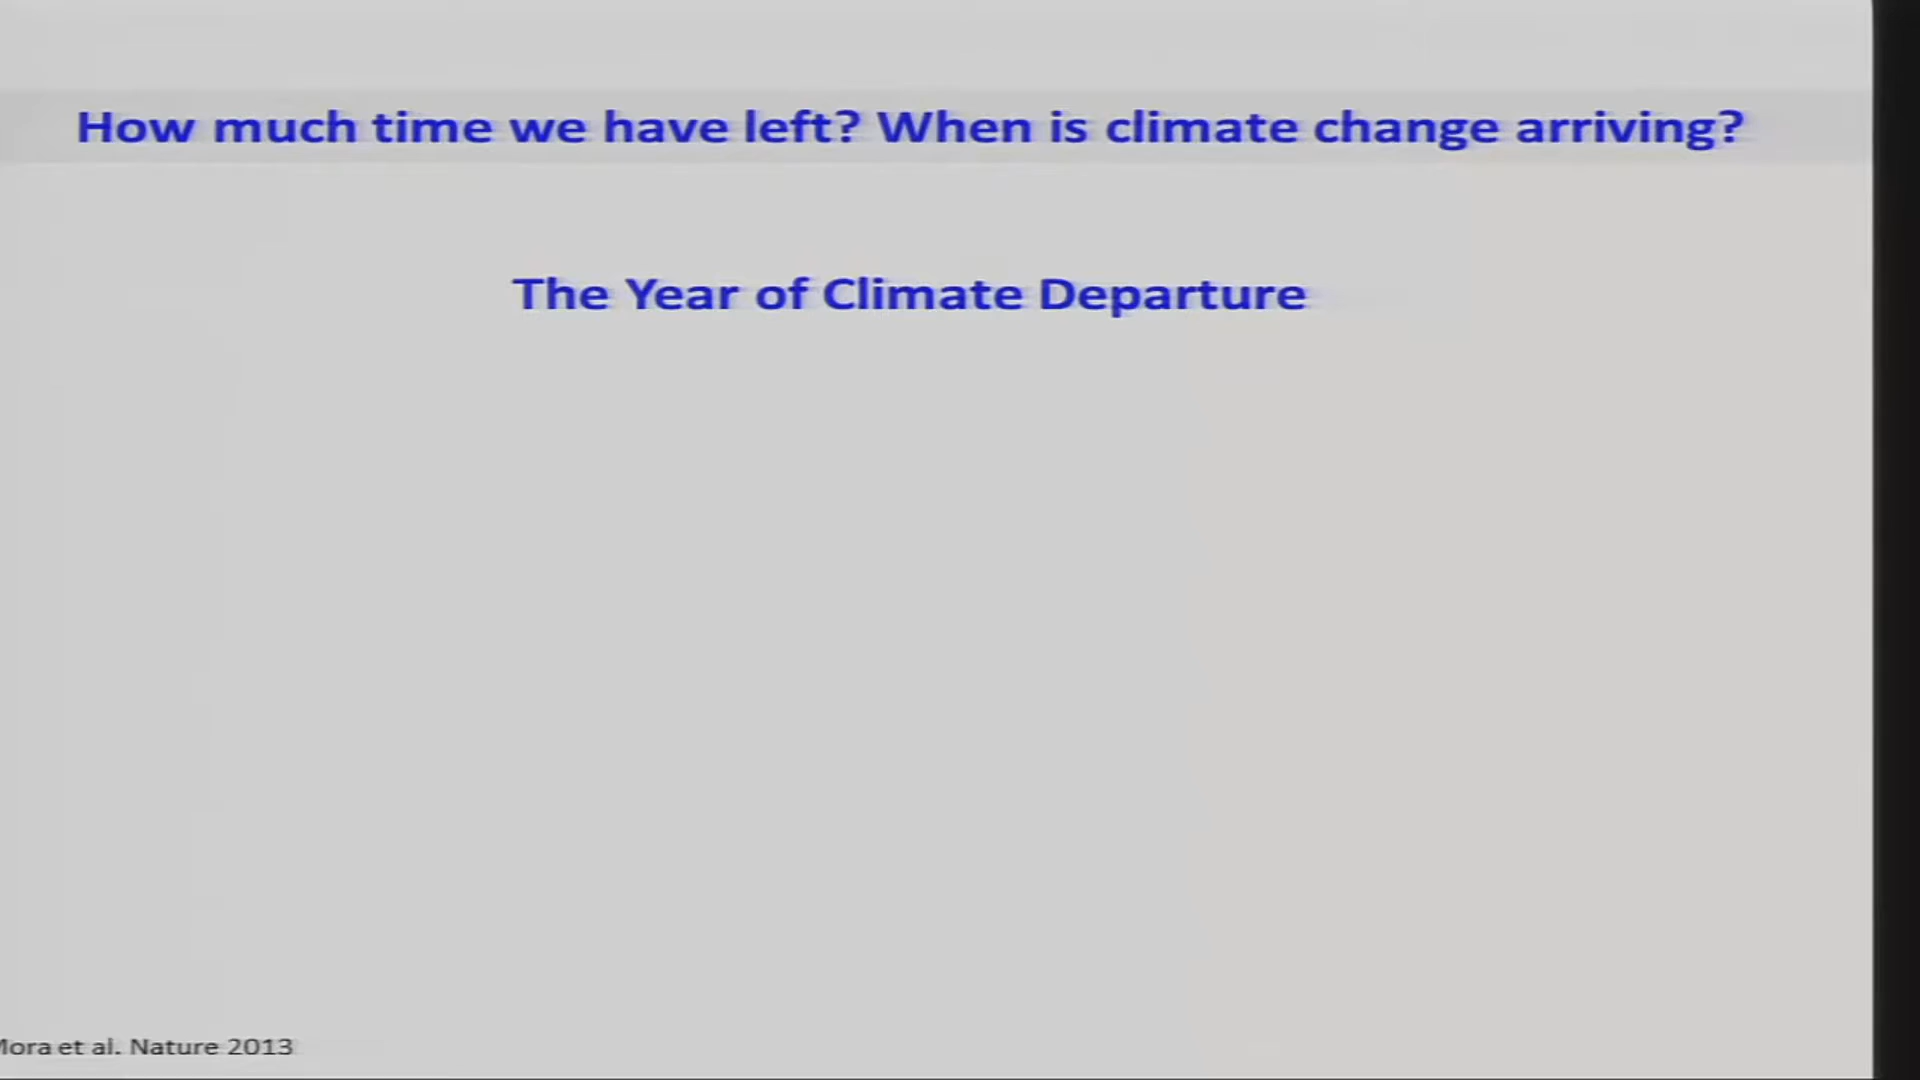 How much time we have left? When is climate change arriving?
The Year of Climate Departure
Mora et al. Nature 2013